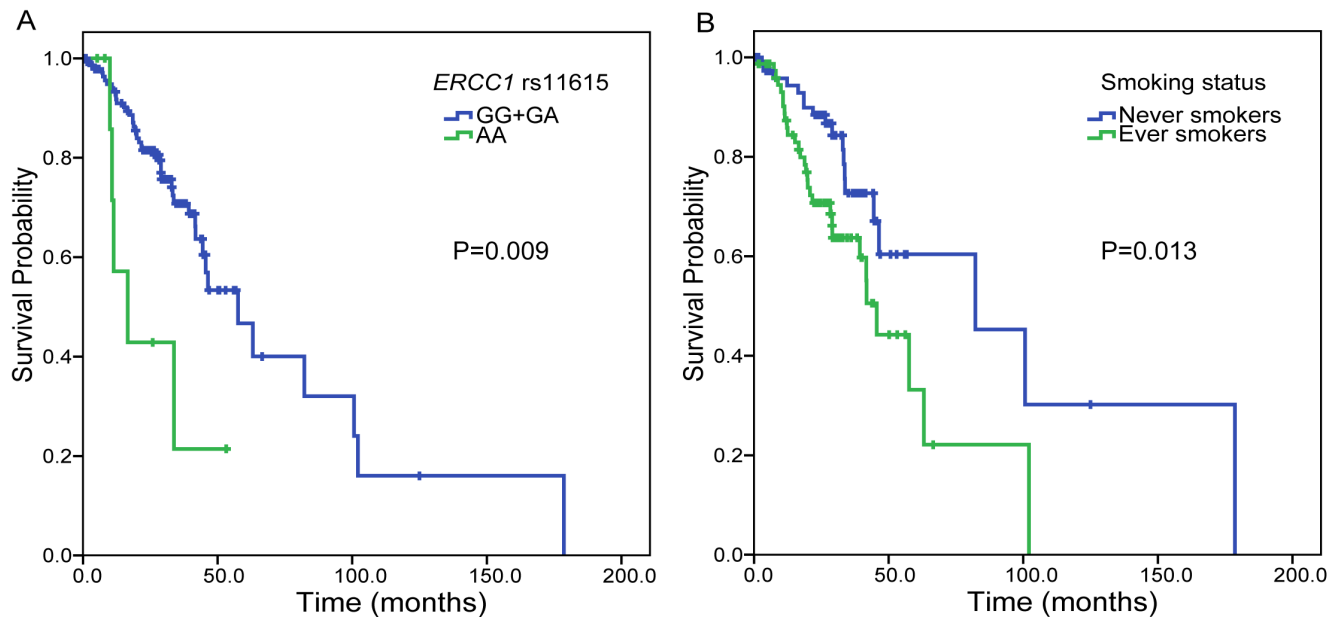 A
Survival Probability
1.0
0.8
0.6
0.4
0.2
0.0
ERCC1 rs11615
GG+GA
AA
P=0.009
0.0 50.0 100.0 150.0 200.0
Time (months)
B
Survival Probability
1.0
0.8
0.6
0.4
0.2
0.0
Smoking status
Never smokers
Ever smokers
P=0.013
0.0 50.0 100.0 150.0 200.0
Time (months)